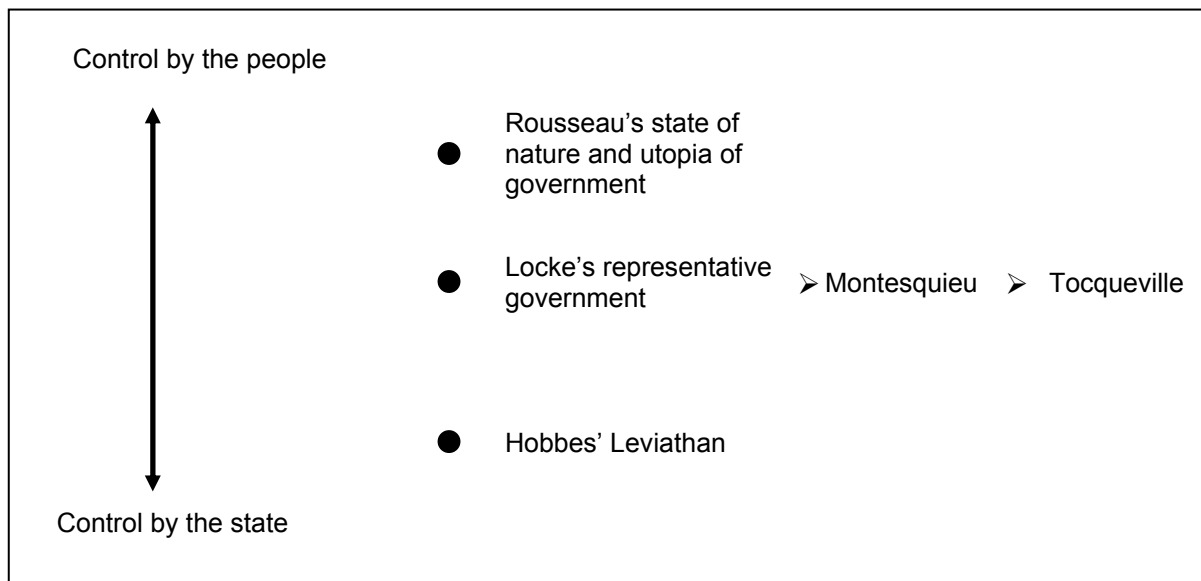 Control by the people
Rousseau’s state of
nature and utopia of
government
Locke’s representative
government
➢ Montesquieu ➢ Tocqueville
Hobbes’ Leviathan
Control by the state